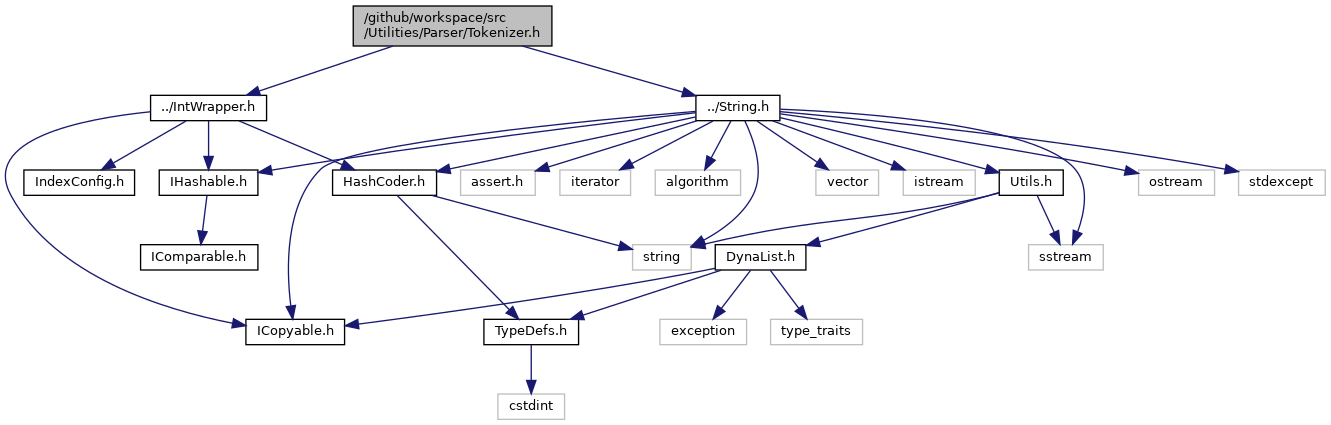 /github/workspace/src
/Utilities/Parser/Tokenizer.h
../IntWrapper.h
../String.h
IndexConfig.h
IHashable.h
HashCoder.h
assert.h
iterator
algorithm
vector
istream
Utils.h
ostream
stdexcept
IComparable.h
string
DynaList.h
sstream
ICopyable.h
TypeDefs.h
exception
type_traits
cstdint